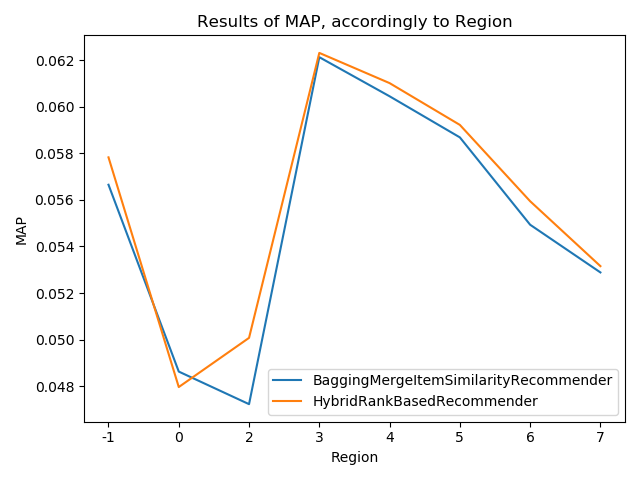 Results of MAP, accordingly to Region
MAP
0.062
0.060
0.058
0.056
0.054
0.052
0.050
0.048
BaggingMergeItemSimilarityRecommender
HybridRankBasedRecommender
-1 0 2 3 4 5 6 7
Region